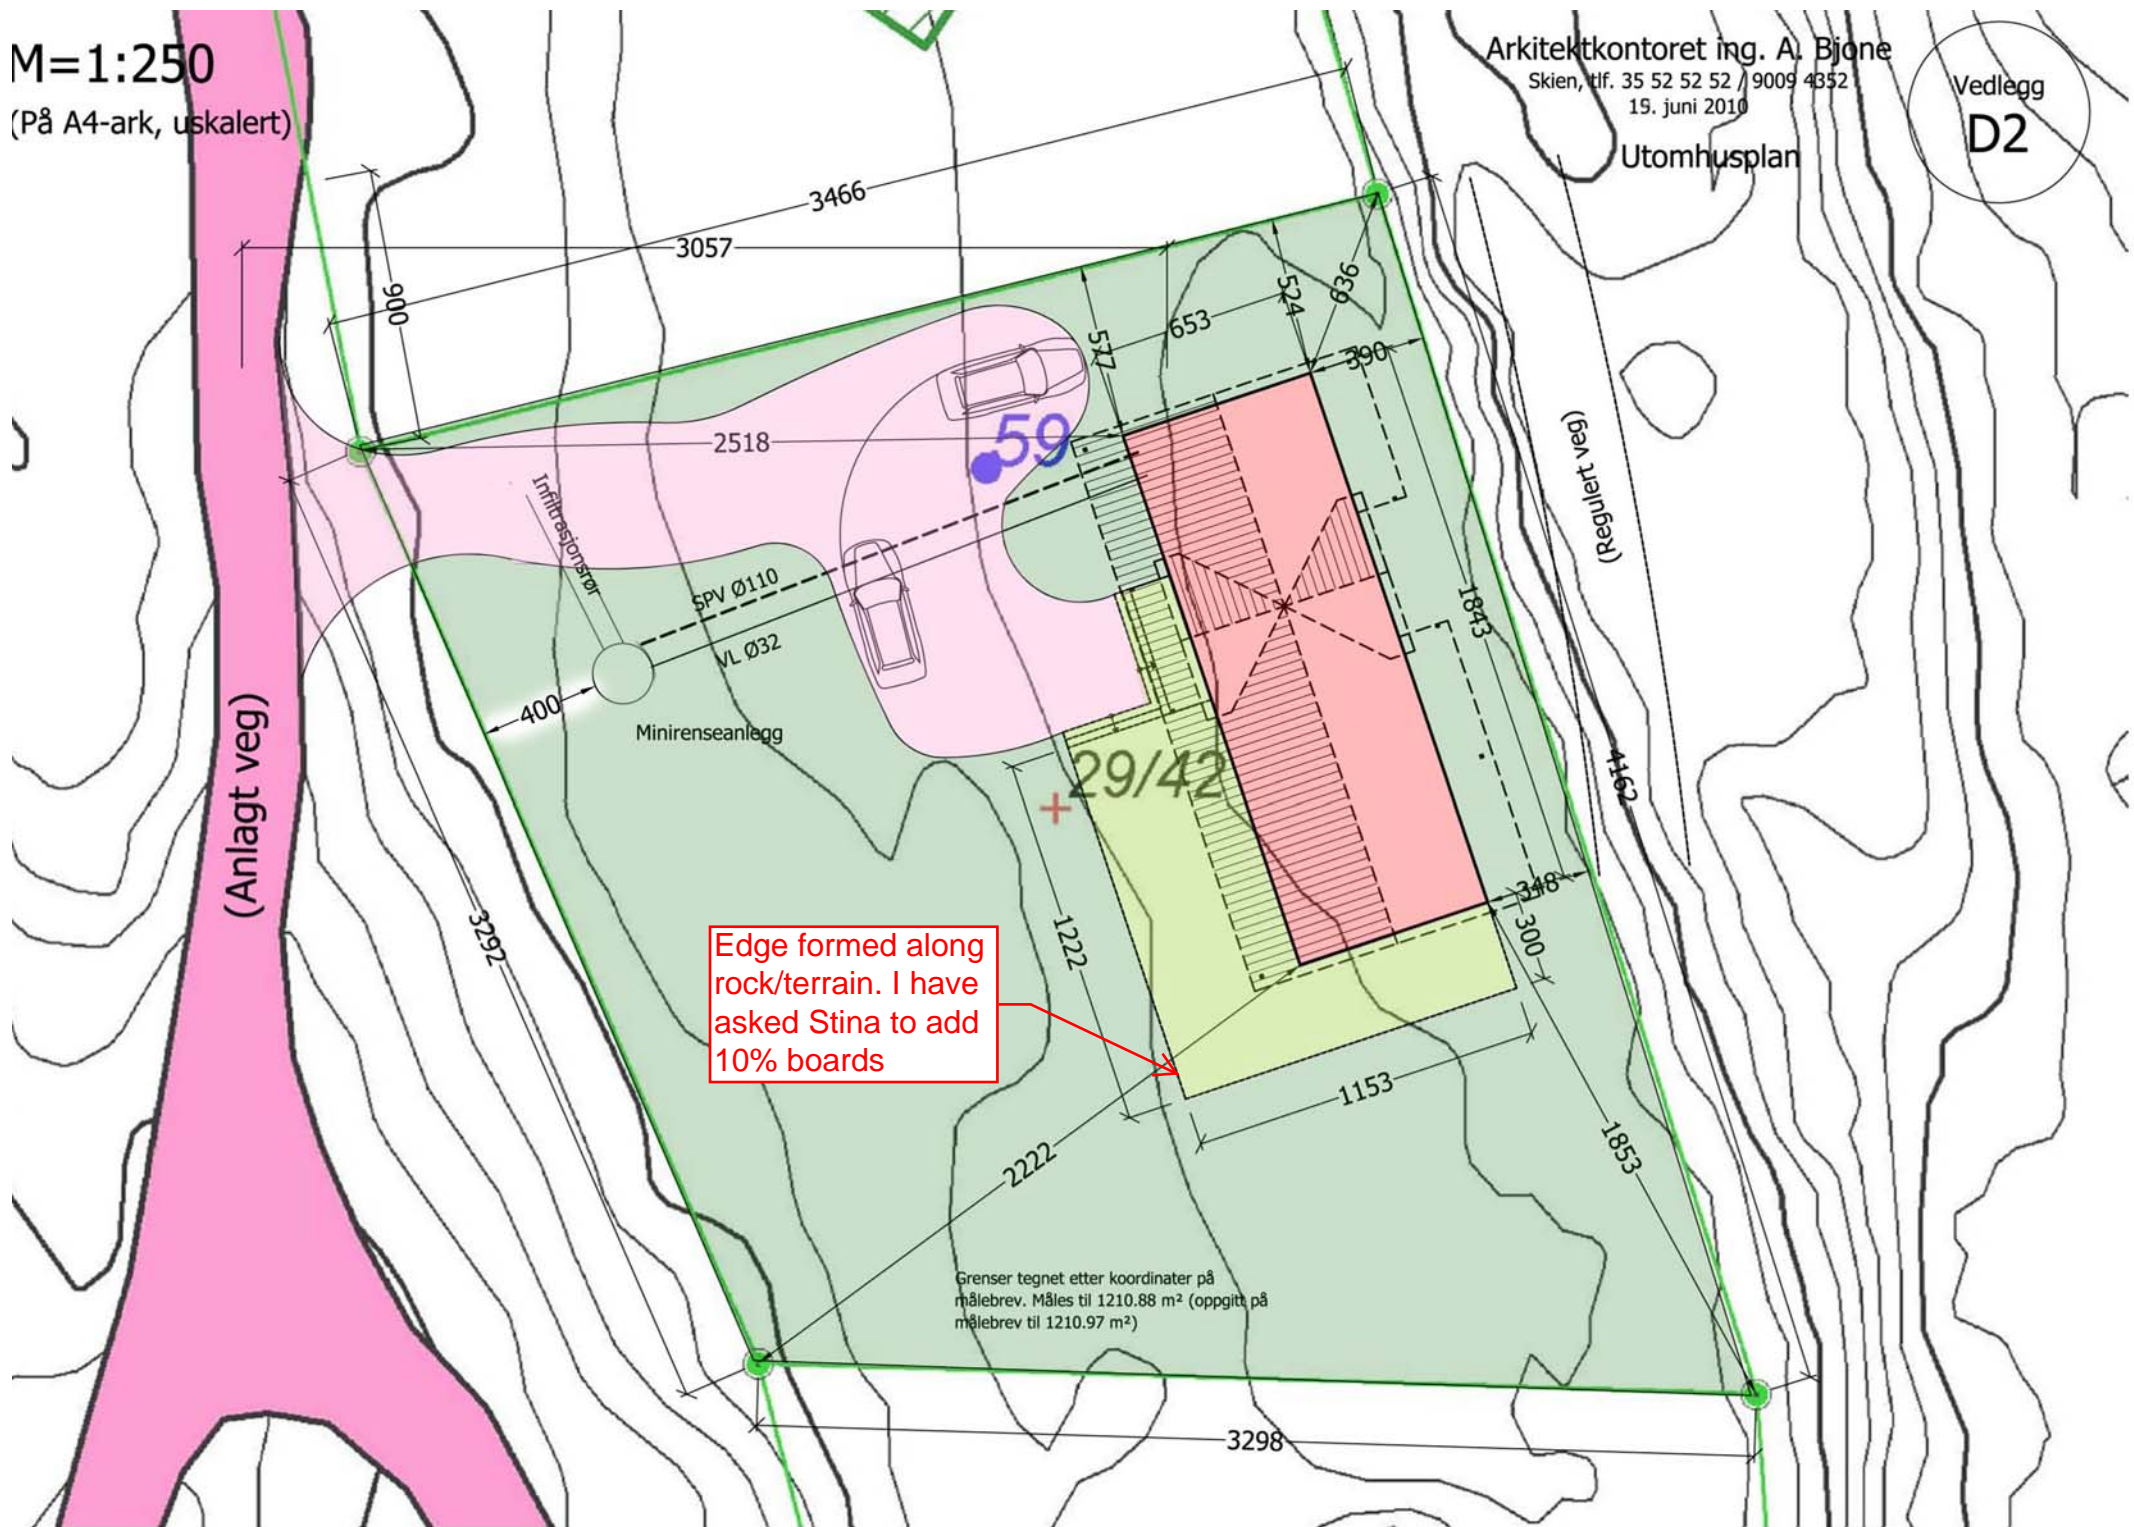 M=1:250
(På A4-ark, uskalert)
Arkitektkontoret ing. A. Bjone
Skien, tlf. 35 52 52 52 / 9009 4352
15. juni 2010
Utomhusplan
Vedlegg
D2
3466
3057
900
636
524
653
577
390
2518
59
(Regulert veg)
Infiltrasjonsrør
SPV Ø110
VL Ø32
1843
400
Minirenseanlegg
29/42
4162
(Anlagt veg)
348
300
3292
1222
Edge formed along
rock/terrain. I have
asked Stina to add
10% boards
1153
1853
2222
Grenser tegnet etter koordinater på
målebrev. Måles til 1210.88 m² (oppgitt på
målebrev til 1210.97 m²)
3298